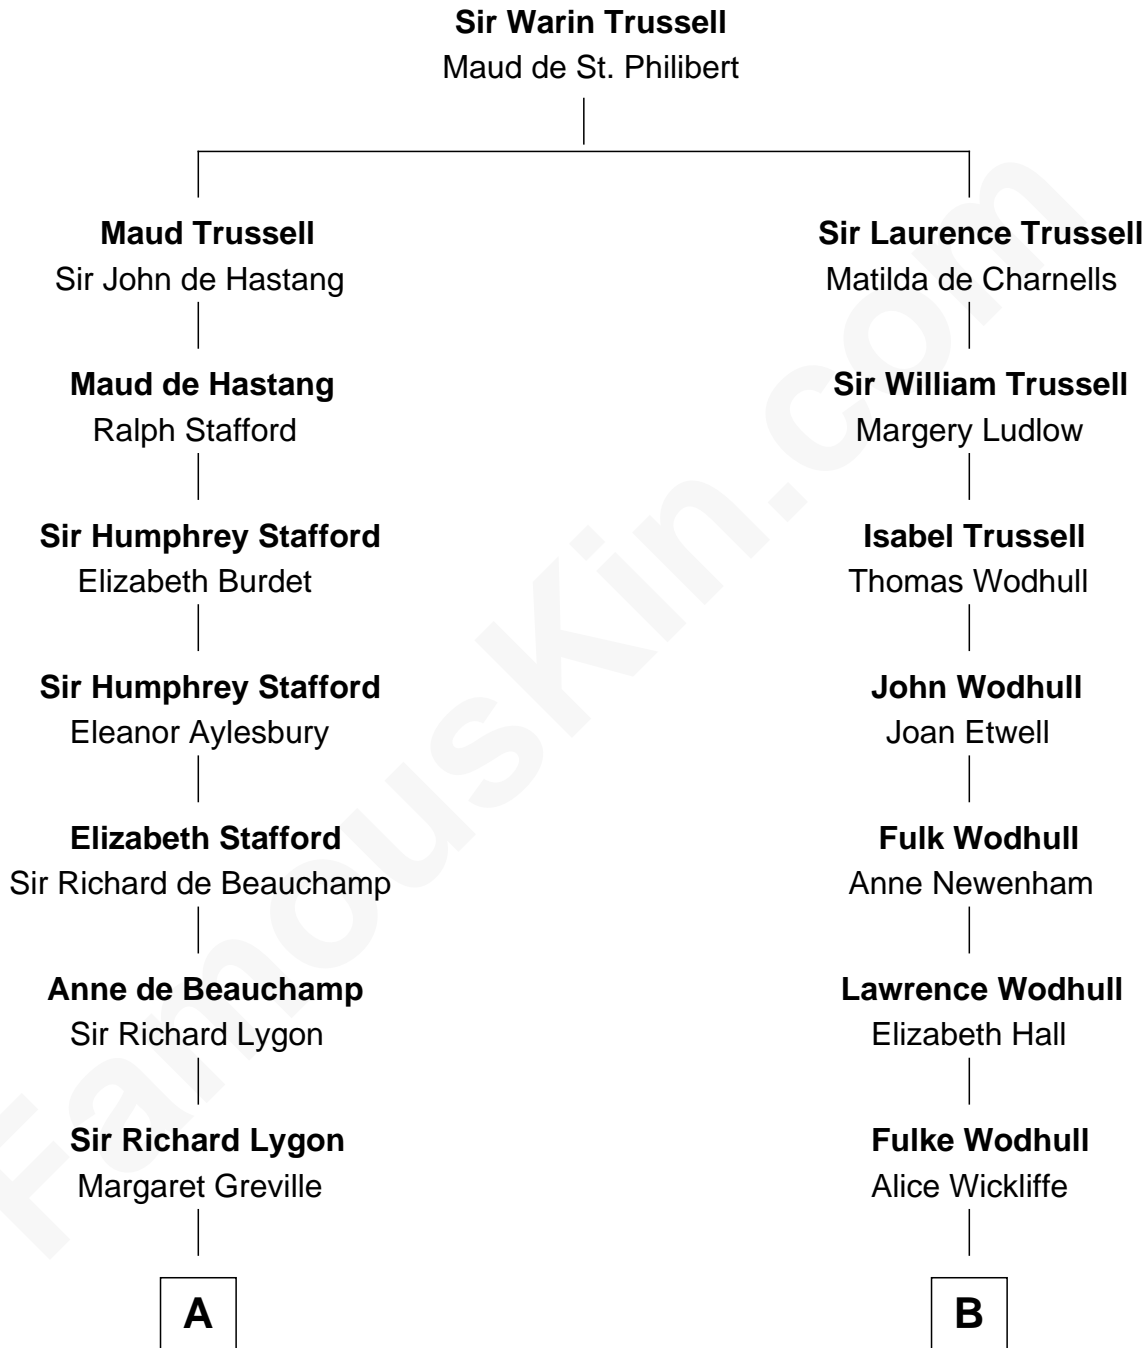 Sir Warin Trussell
Maud de St. Philibert
Maud Trussell
Sir John de Hastang
Maud de Hastang
Ralph Stafford
Sir Humphrey Stafford
Elizabeth Burdet
Sir Humphrey Stafford
Eleanor Aylesbury
Elizabeth Stafford
Sir Richard de Beauchamp
Anne de Beauchamp
Sir Richard Lygon
Sir Richard Lygon
Margaret Greville
A
Sir Laurence Trussell
Matilda de Charnells
Sir William Trussell
Margery Ludlow
Isabel Trussell
Thomas Wodhull
John Wodhull
Joan Etwell
Fulk Wodhull
Anne Newenham
Lawrence Wodhull
Elizabeth Hall
Fulke Wodhull
Alice Wickliffe
B
FamousKin.com